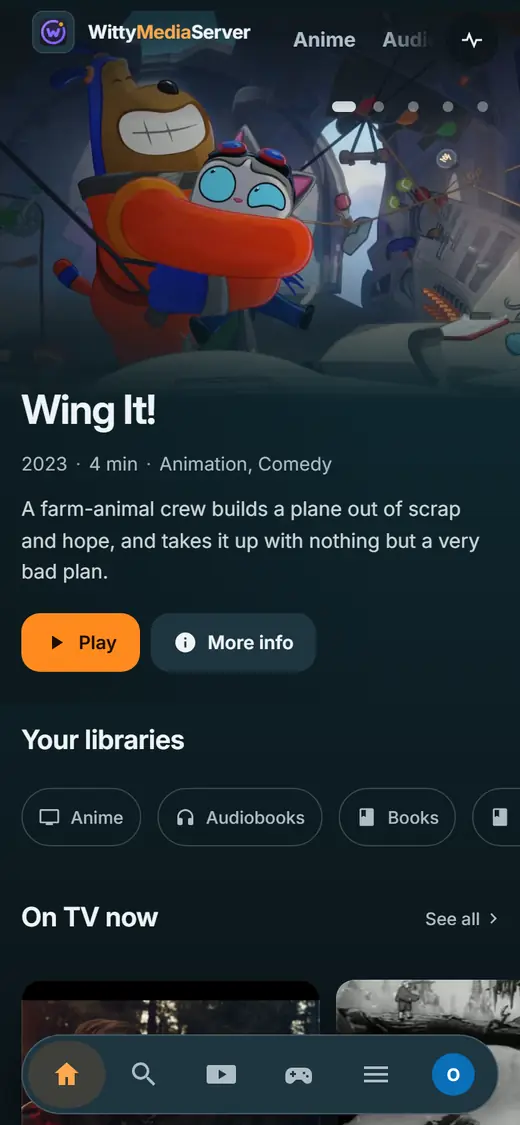 WittyMediaServer
Anime
Wing It!
2023 · 4 min · Animation, Comedy
A farm-animal crew builds a plane out of scrap
and hope, and takes it up with nothing but a very
bad plan.
Play
More info
Your libraries
Anime
Audiobooks
Books
On TV now
See all
O